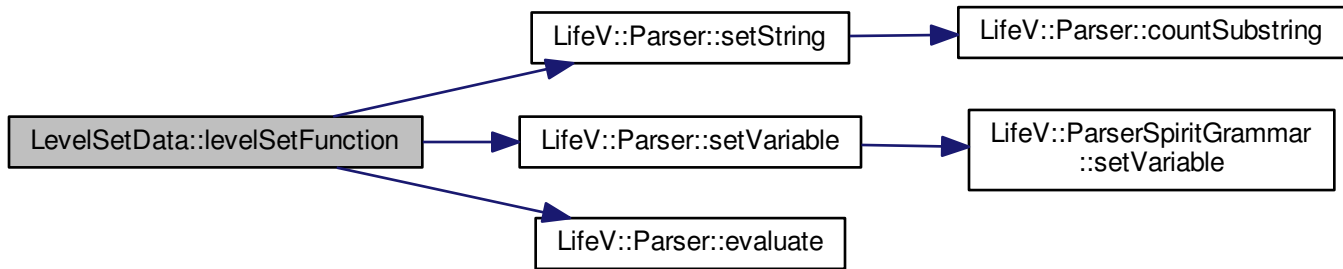 LevelSetData::levelSetFunction
LifeV::Parser::setString
LifeV::Parser::countSubstring
LifeV::Parser::setVariable
LifeV::ParserSpiritGrammar
::setVariable
LifeV::Parser::evaluate